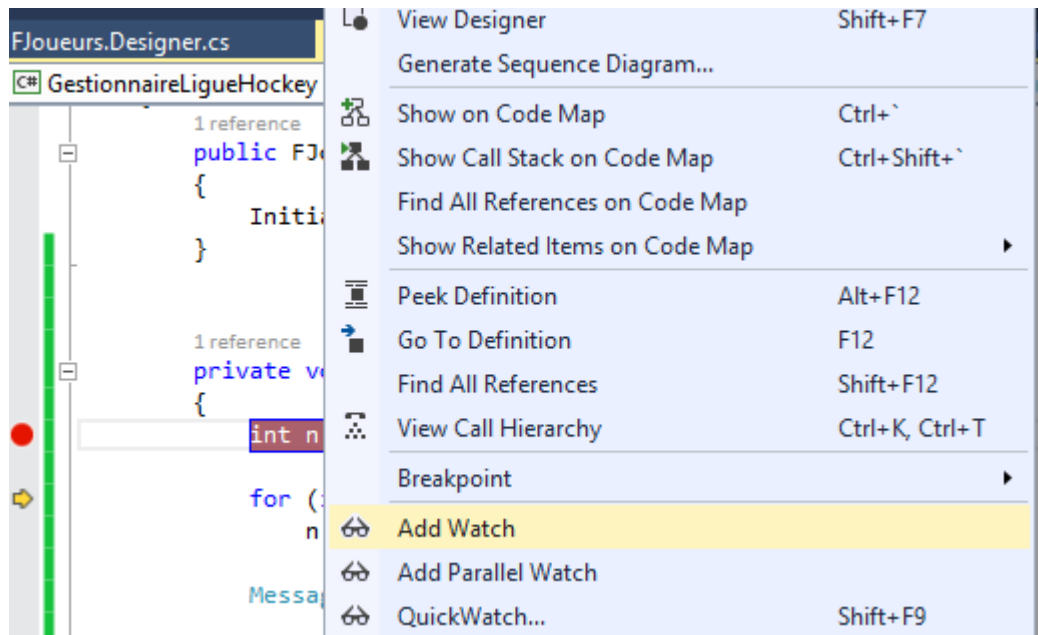 View Designer Shift+F7
FJoueurs.Designer.cs
Generate Sequence Diagram...
C# GestionnaireLigueHockey
Show on Code Map Ctrl+`
1 reference
public FJo
Show Call Stack on Code Map Ctrl+Shift+`
{
Find All References on Code Map
Initia
}
Show Related Items on Code Map
Peek Definition Alt+F12
1 reference
Go To Definition F12
private vo
Find All References Shift+F12
{
View Call Hierarchy Ctrl+K, Ctrl+T
int n
Breakpoint
for (
Add Watch
n
Add Parallel Watch
Messag
QuickWatch... Shift+F9